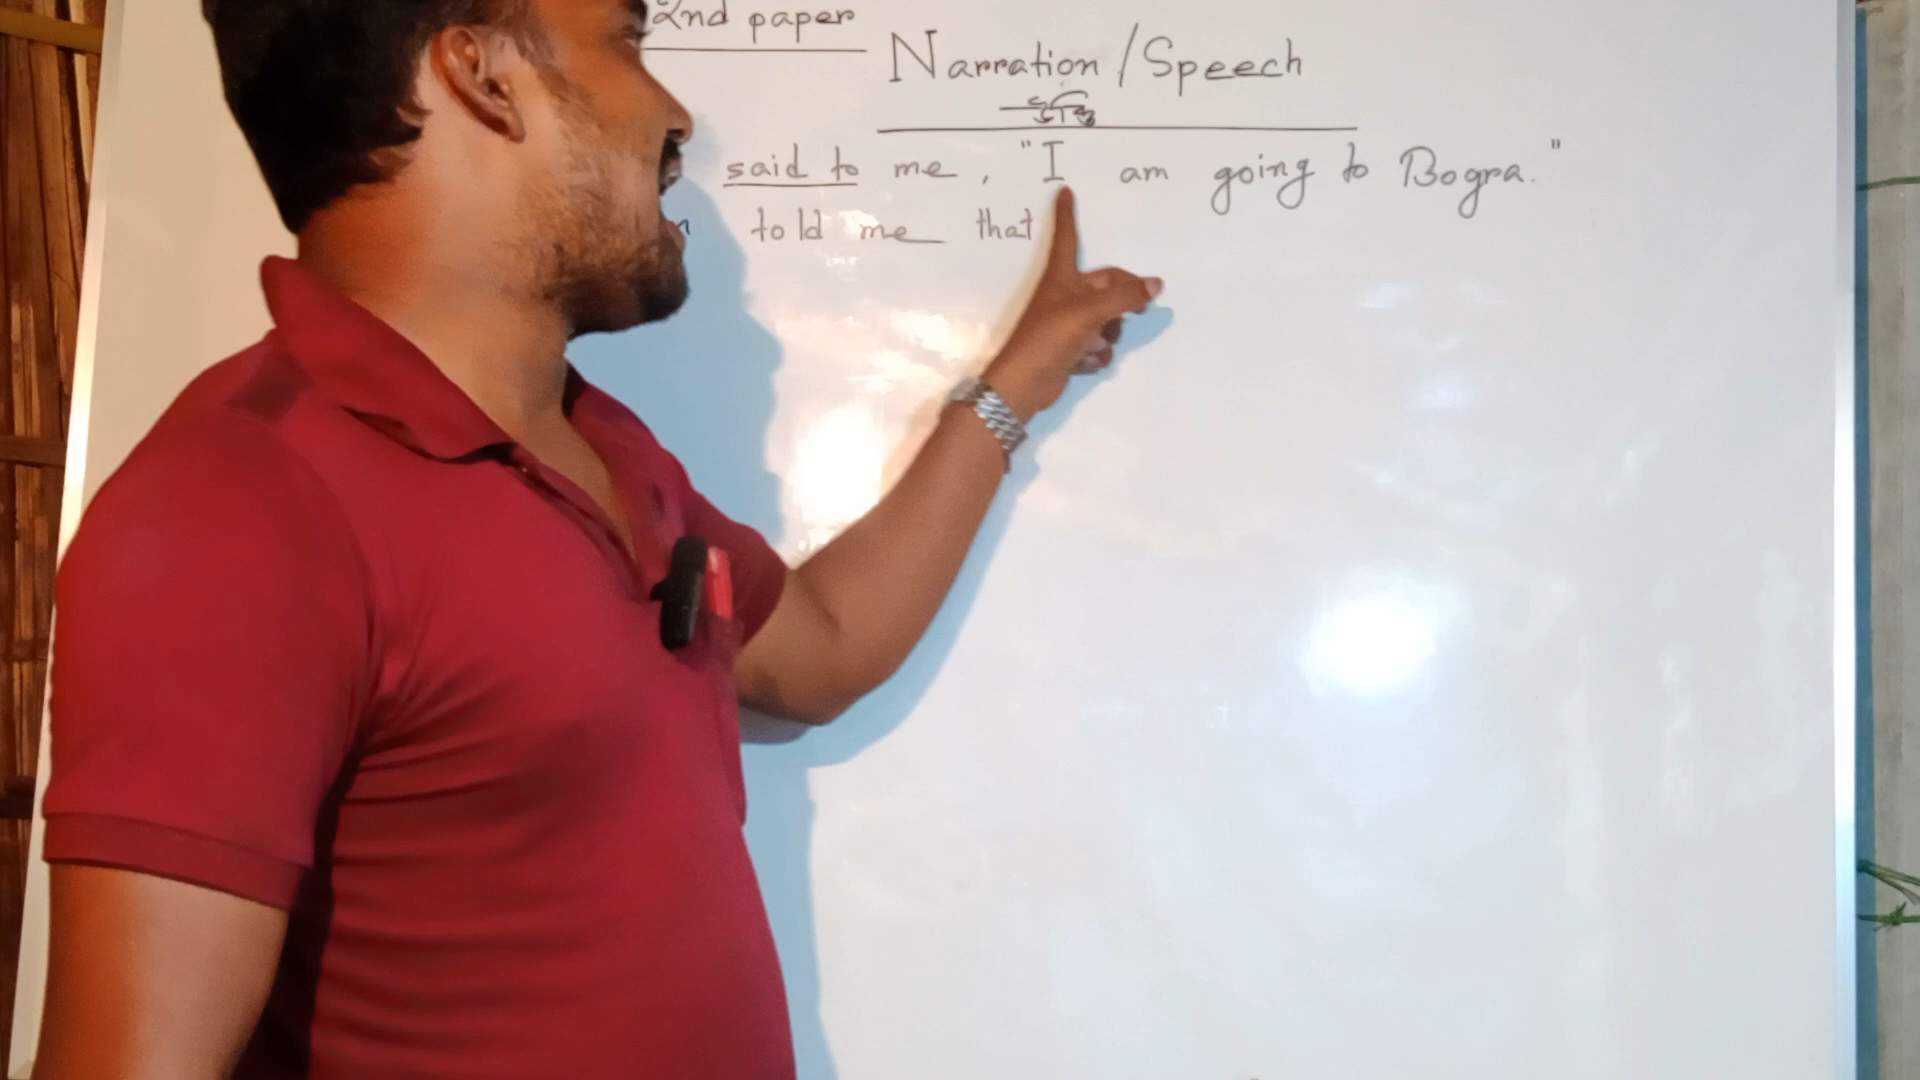 2nd paper
Narration / Speech
said to me, "I am going to Bogra."
told me that